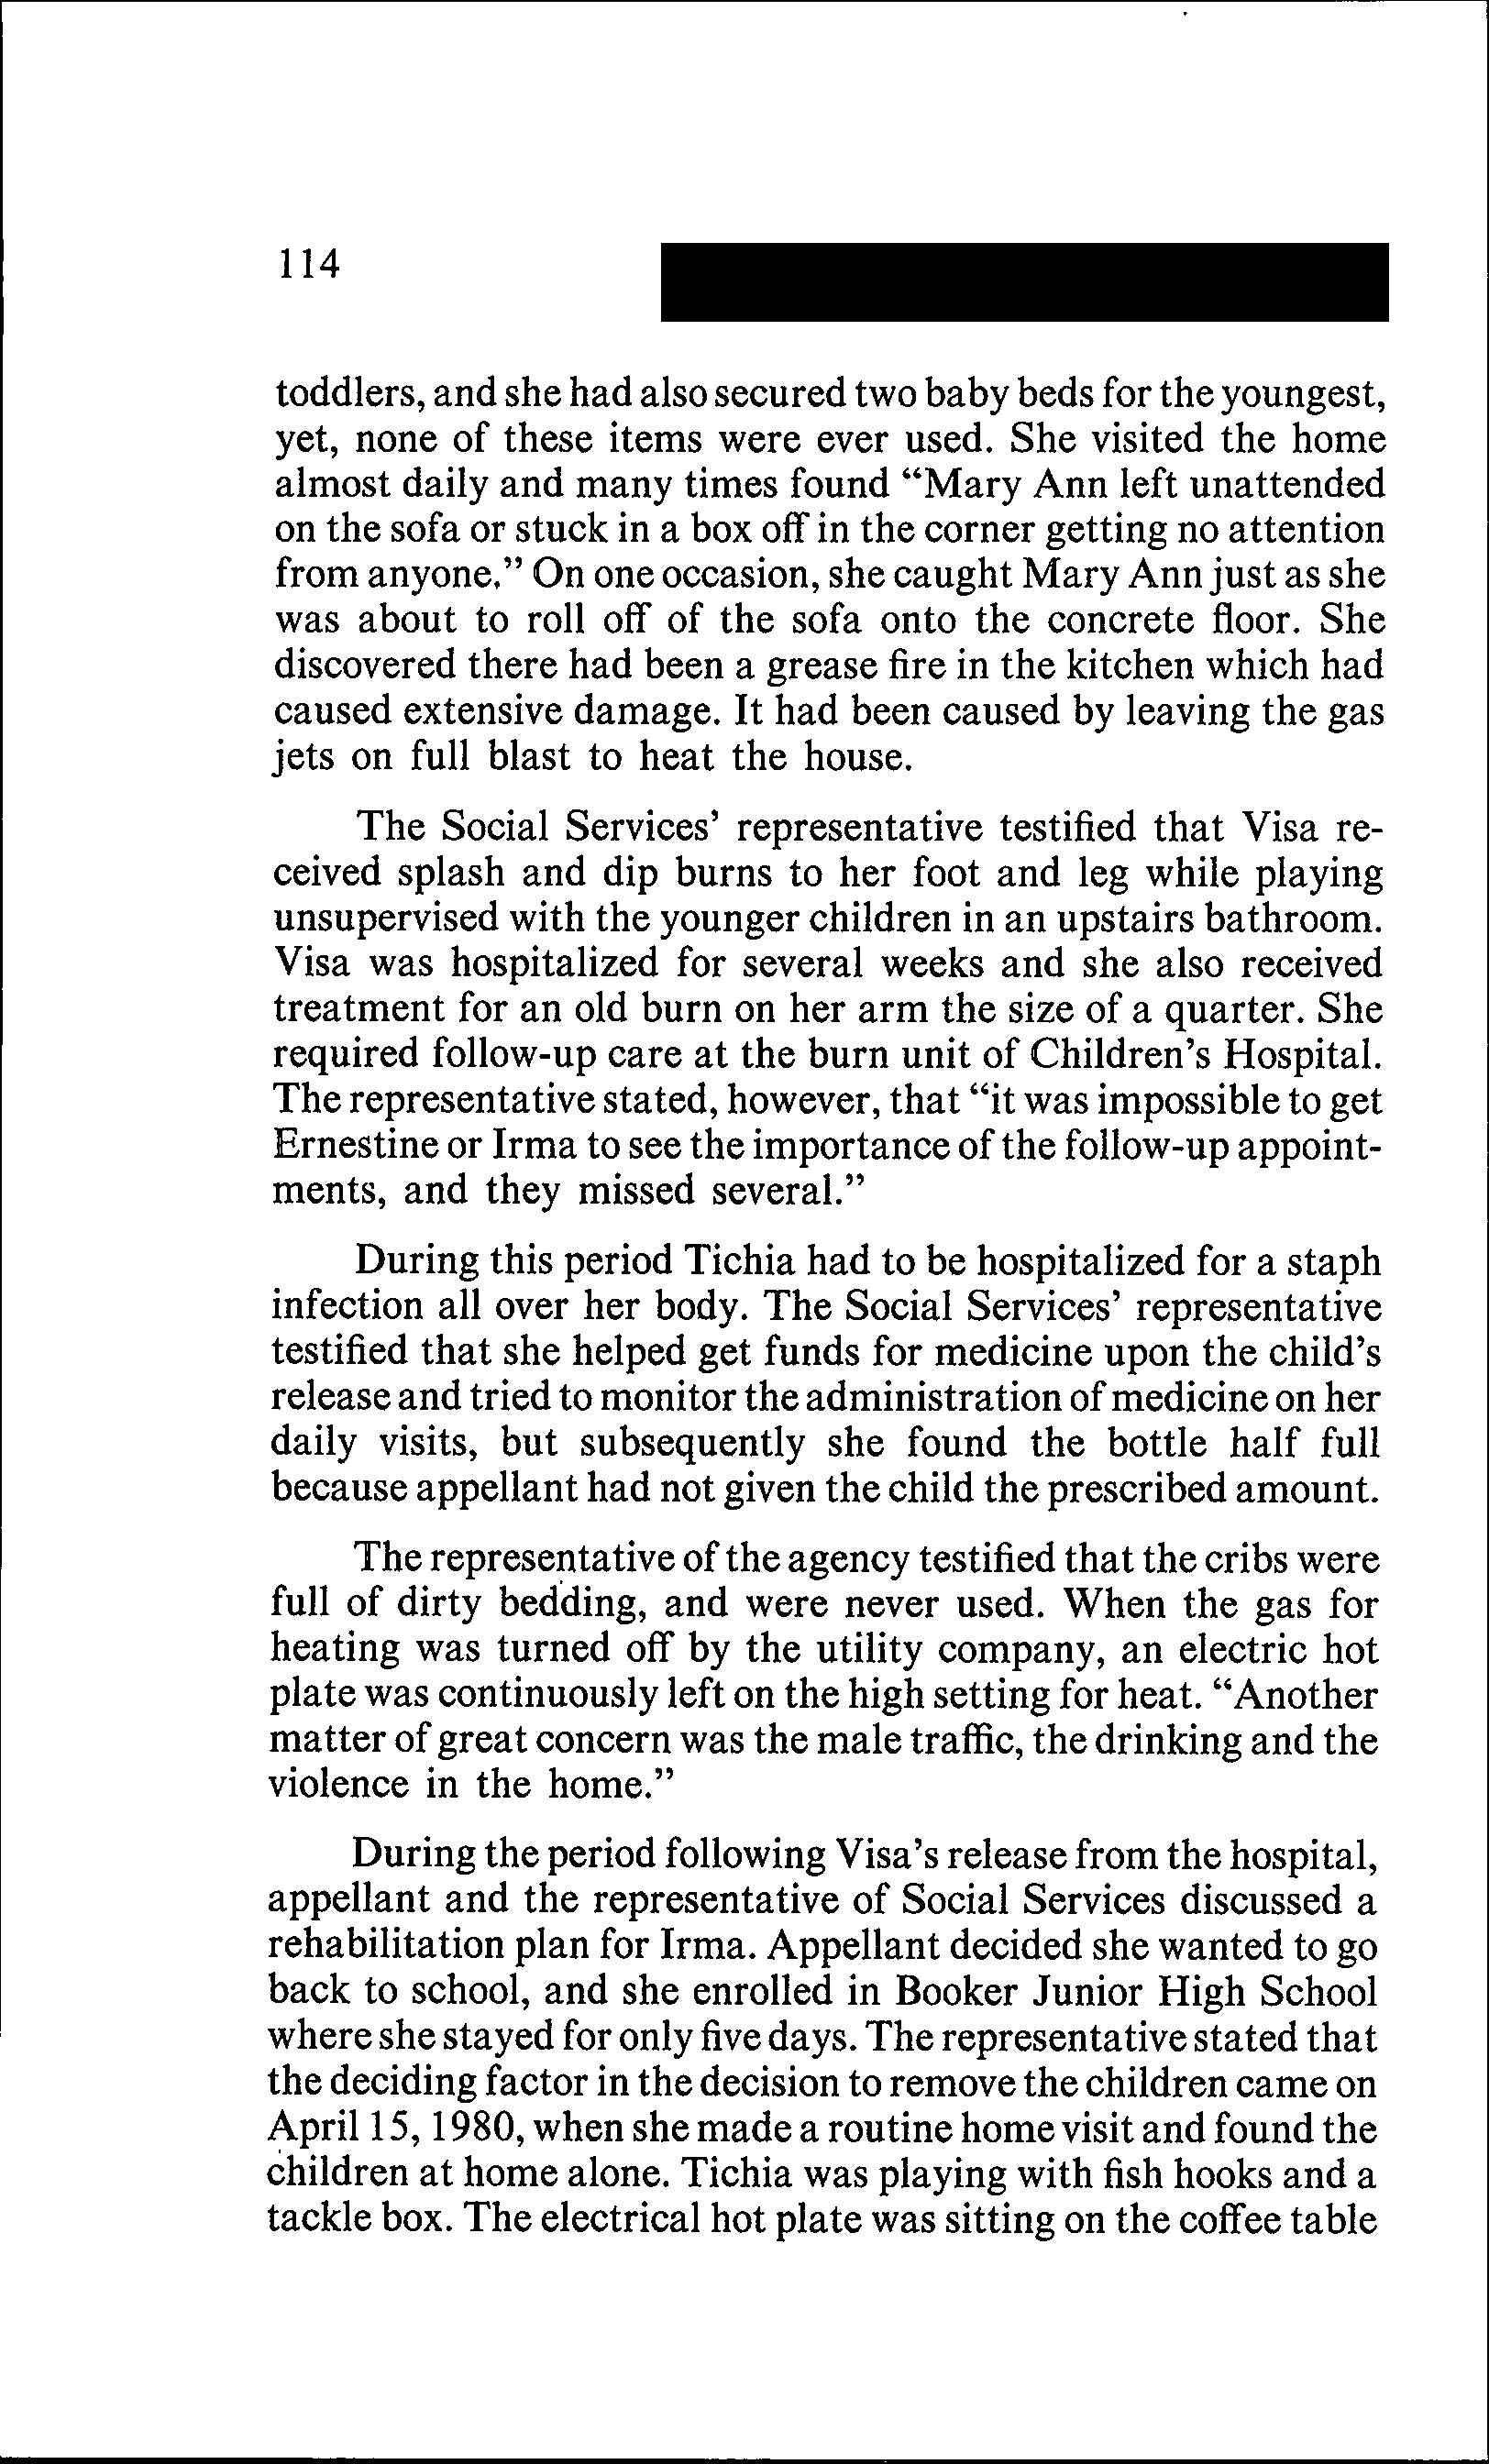 114
toddlers, and she had also secured two baby beds for the youngest,
yet, none of these items were ever used. She visited the home
almost daily and many times found “Mary Ann left unattended
on the sofa or stuck in a box off in the corner getting no attention
from anyone.” On one occasion, she caught Mary Ann just as she
was about to roll off of the sofa onto the concrete floor. She
discovered there had been a grease fire in the kitchen which had
caused extensive damage. It had been caused by leaving the gas
jets on full blast to heat the house.
The Social Services’ representative testified that Visa re-
ceived splash and dip burns to her foot and leg while playing
unsupervised with the younger children in an upstairs bathroom.
Visa was hospitalized for several weeks and she also received
treatment for an old burn on her arm the size of a quarter. She
required follow-up care at the burn unit of Children’s Hospital.
The representative stated, however, that “it was impossible to get
Ernestine or Irma to see the importance of the follow-up appoint-
ments, and they missed several.”
During this period Tichia had to be hospitalized for a staph
infection all over her body. The Social Services’ representative
testified that she helped get funds for medicine upon the child’s
release and tried to monitor the administration of medicine on her
daily visits, but subsequently she found the bottle half full
because appellant had not given the child the prescribed amount.
The representative of the agency testified that the cribs were
full of dirty bedding, and were never used. When the gas for
heating was turned off by the utility company, an electric hot
plate was continuously left on the high setting for heat. “Another
matter of great concern was the male traffic, the drinking and the
violence in the home.”
During the period following Visa’s release from the hospital,
appellant and the representative of Social Services discussed a
rehabilitation plan for Irma. Appellant decided she wanted to go
back to school, and she enrolled in Booker Junior High School
where she stayed for only five days. The representative stated that
the deciding factor in the decision to remove the children came on
April 15, 1980, when she made a routine home visit and found the
children at home alone. Tichia was playing with fish hooks and a
tackle box. The electrical hot plate was sitting on the coffee table